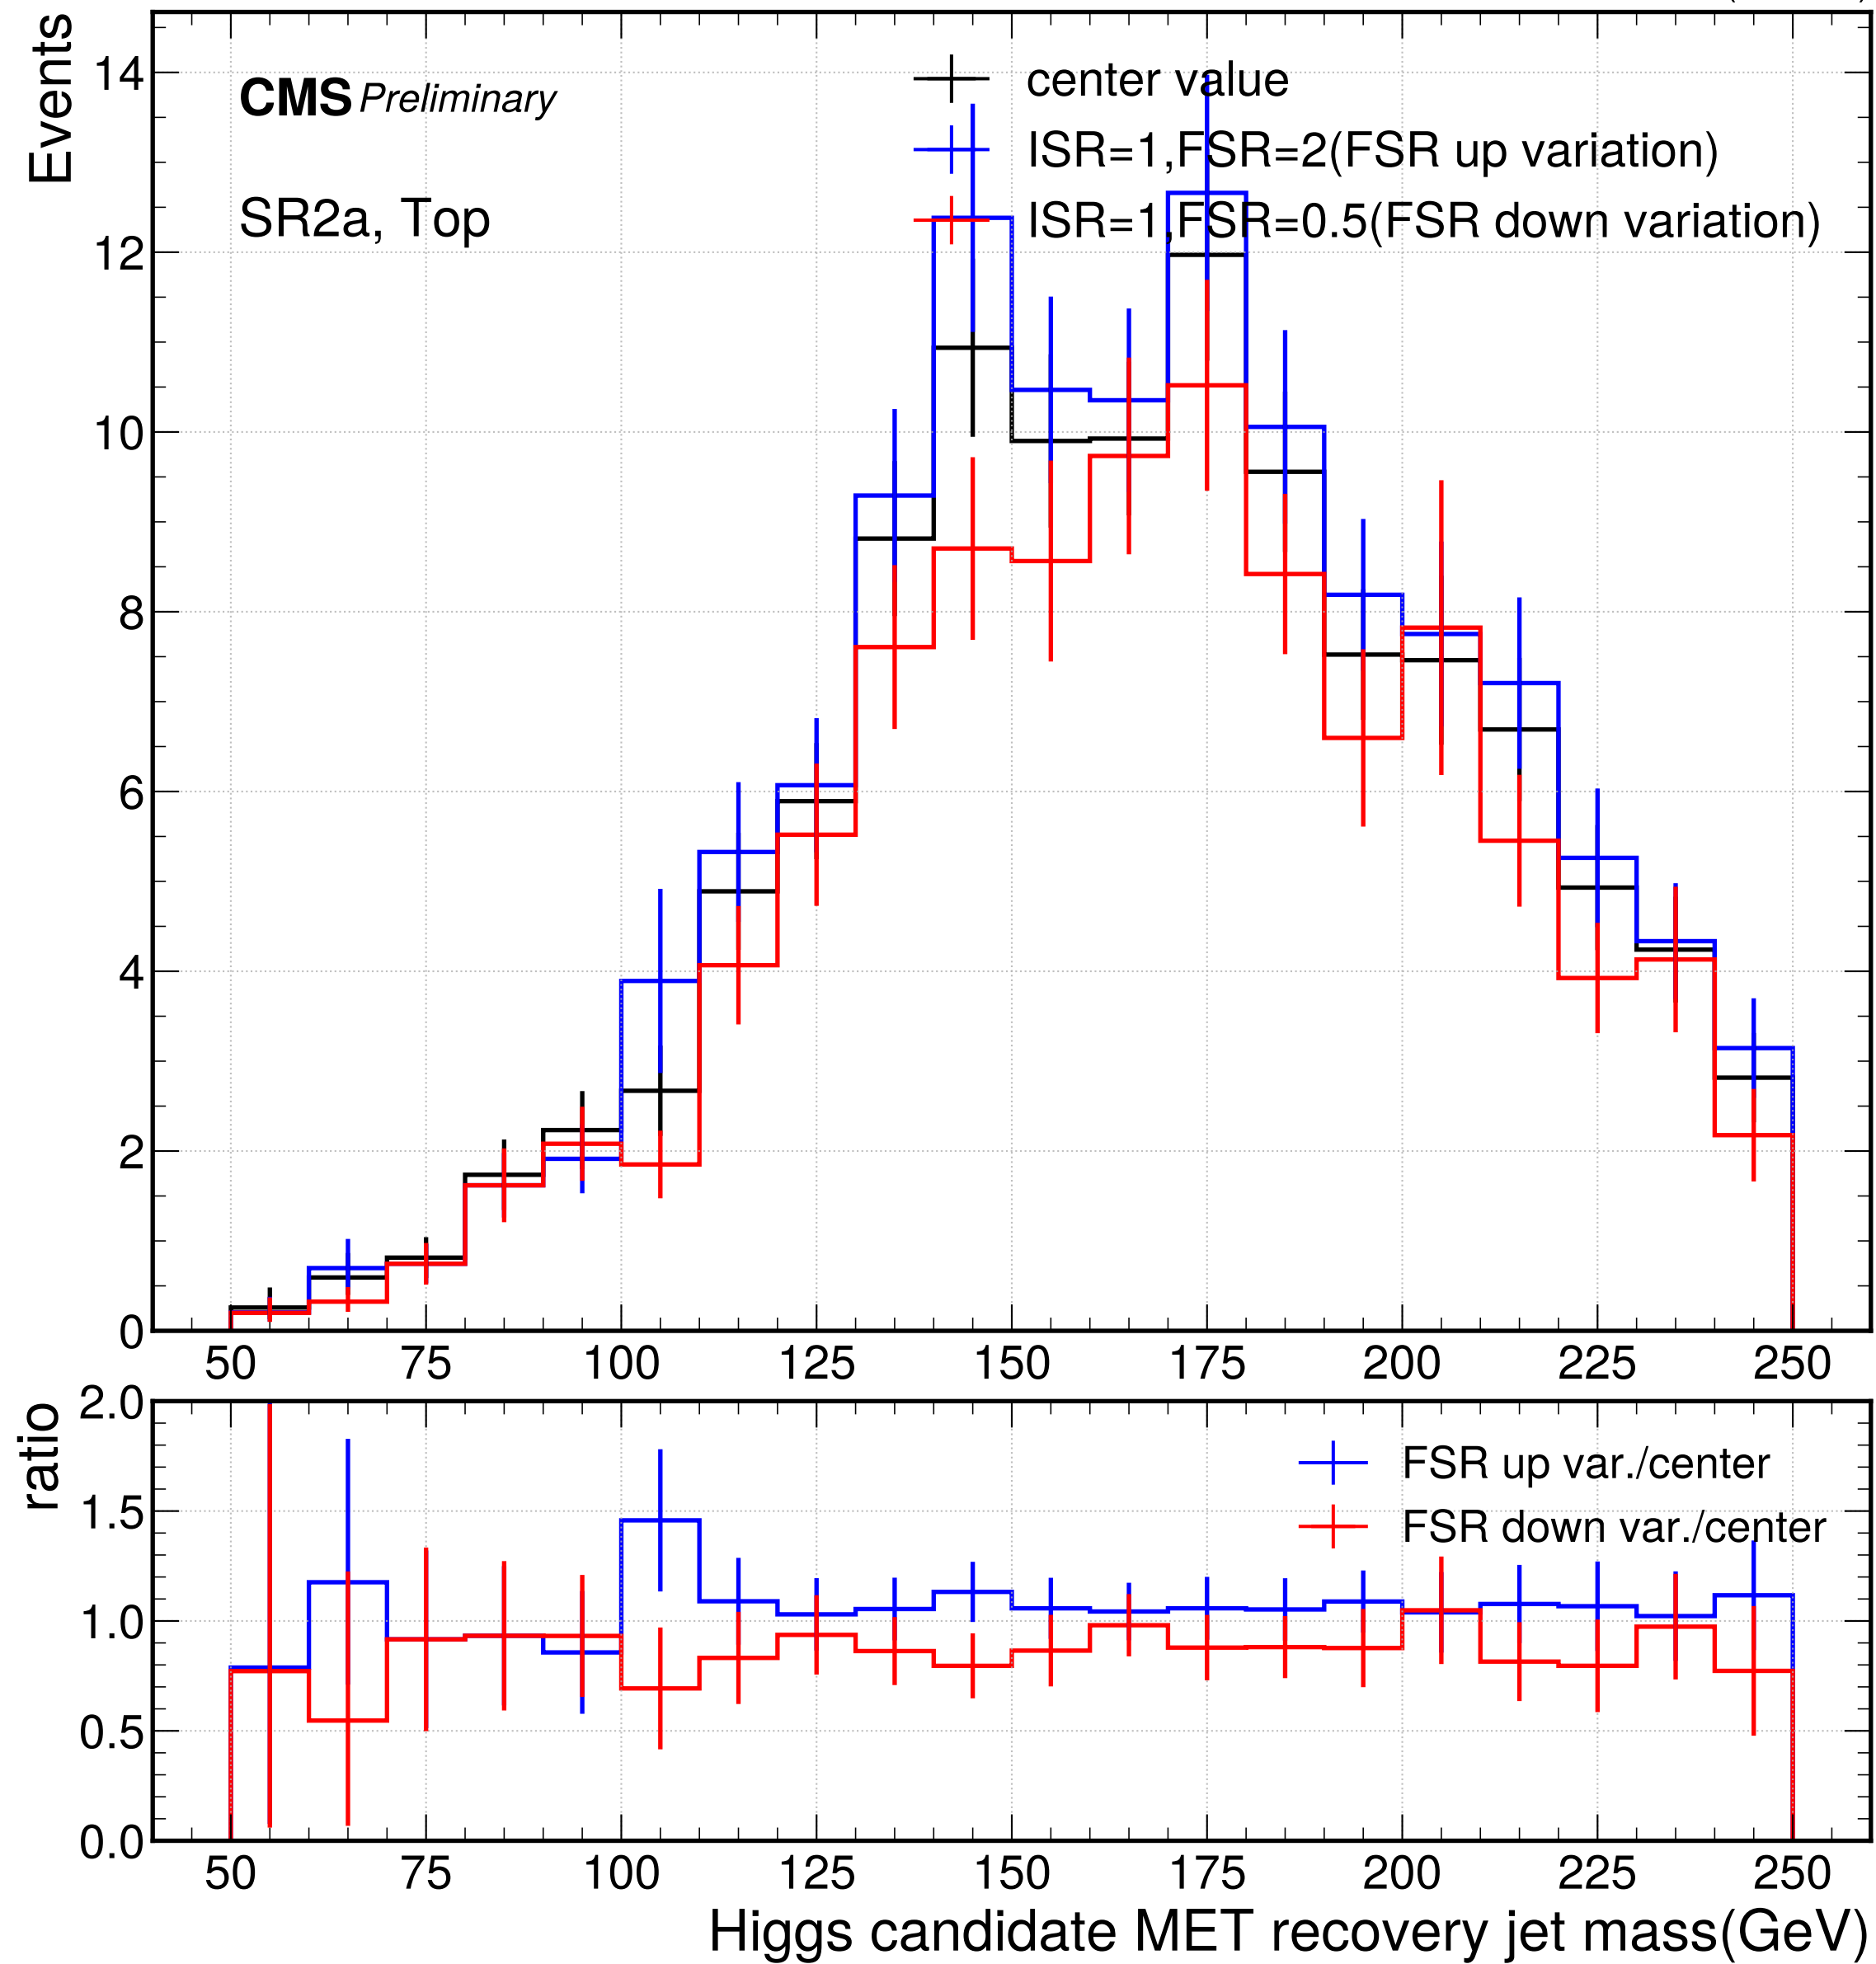 Events
14
12
10
8
6
4
2
0
CMS Preliminary
SR2a, Top
center value
ISR=1,FSR=2(FSR up variation)
ISR=1,FSR=0.5(FSR down variation)
50 75 100 125 150 175 200 225 250
ratio
2.0
1.5
1.0
0.5
0.0
FSR up var./center
FSR down var./center
50 75 100 125 150 175 200 225 250
Higgs candidate MET recovery jet mass(GeV)